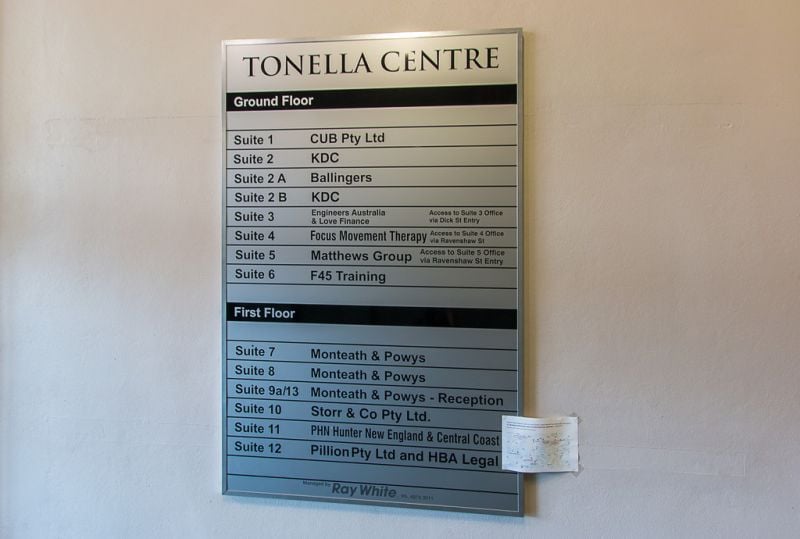 TONELLA CENTRE
Ground Floor
Suite 1 CUB Pty Ltd
Suite 2 KDC
Suite 2 A Ballingers
Suite 2 B KDC
Suite 3 Engineers Australia & Love Finance Access to Suite 3 Office via Dick St Entry
Suite 4 Focus Movement Therapy Access to Suite 4 Office via Ravenshaw St
Suite 5 Matthews Group Access to Suite 5 Office via Ravenshaw St Entry
Suite 6 F45 Training
First Floor
Suite 7 Monteath & Powys
Suite 8 Monteath & Powys
Suite 9a/13 Monteath & Powys - Reception
Suite 10 Storr & Co Pty Ltd.
Suite 11 PHN Hunter New England & Central Coast
Suite 12 Pillion Pty Ltd and HBA Legal
Managed by Ray White